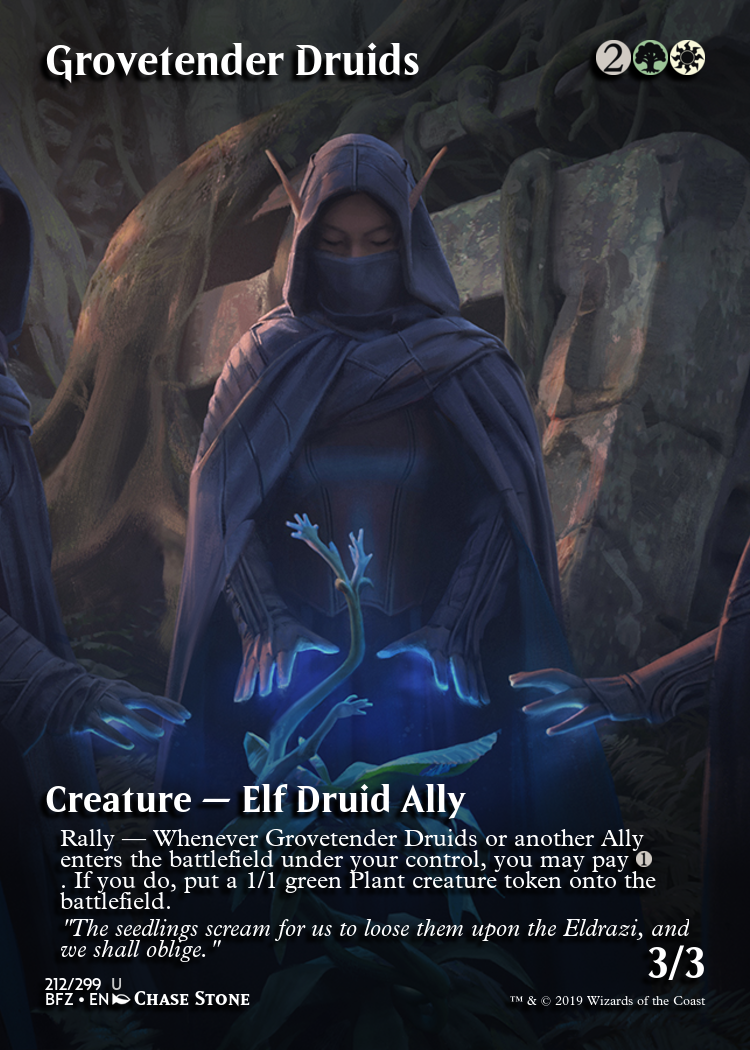 Grovetender Druids 2
Creature — Elf Druid Ally
Rally — Whenever Grovetender Druids or another Ally
enters the battlefield under your control, you may pay 1
. If you do, put a 1/1 green Plant creature token onto the
battlefield.
"The seedlings scream for us to loose them upon the Eldrazi, and
we shall oblige."
3/3
212/299 U
BFZ • EN Chase Stone
™ & © 2019 Wizards of the Coast